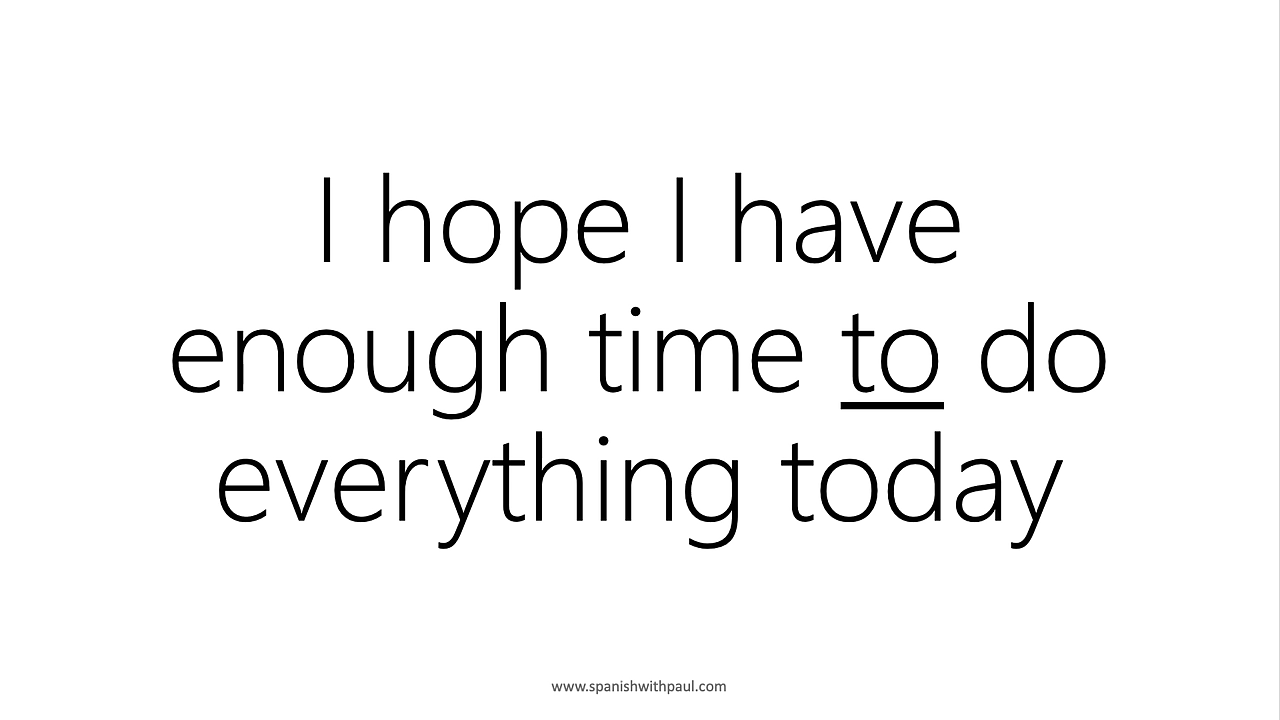 I hope I have
enough time to do
everything today
www.spanishwithpaul.com